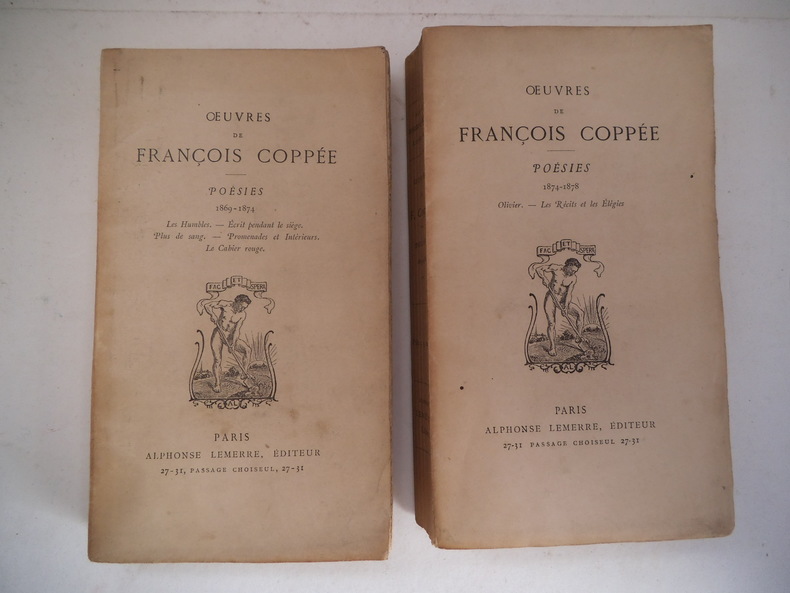 ŒUVRES
DE
FRANÇOIS COPPÉE
POÉSIES
1869-1874
Les Humbles. — Écrit pendant le siège.
Plus de sang. — Promenades et Intérieurs.
Le Cahier rouge.
FAC ET SPERA
AL
PARIS
ALPHONSE LEMERRE, ÉDITEUR
27-31, PASSAGE CHOISEUL, 27-31
ŒUVRES
DE
FRANÇOIS COPPÉE
POÉSIES
1874-1878
Olivier. — Les Récits et les Élégies
FAC ET SPERA
AL
PARIS
ALPHONSE LEMERRE, ÉDITEUR
27-31 PASSAGE CHOISEUL 27-31